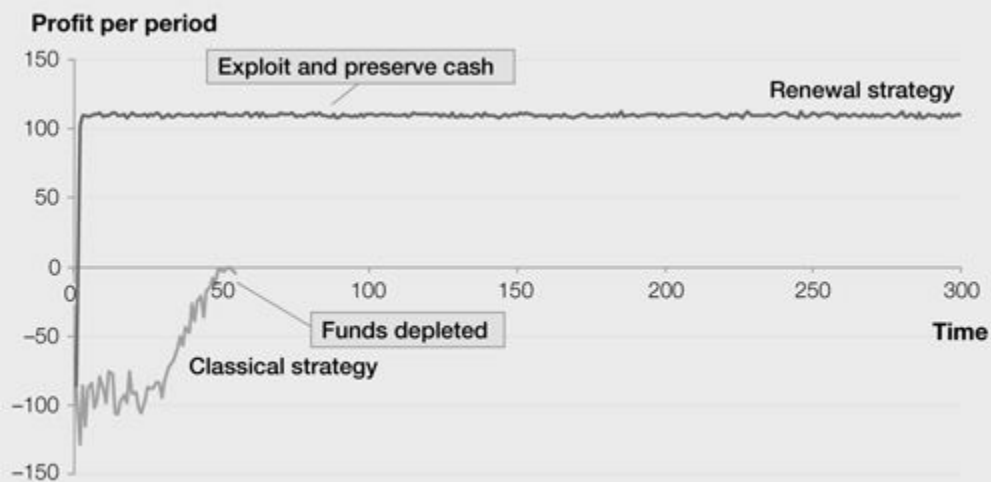 Profit per period
150
Exploit and preserve cash
Renewal strategy
100
50
0
0 50 100 150 200 250 300
−50
Funds depleted
Time
Classical strategy
−100
−150